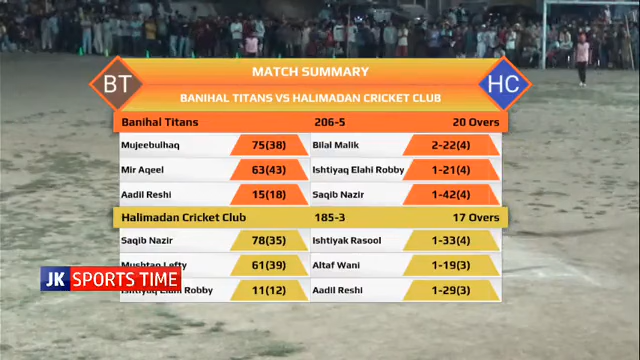 BT
MATCH SUMMARY
HC
BANIHAL TITANS VS HALIMADAN CRICKET CLUB
Banihal Titans 206-5 20 Overs
Mujeebulhaq 75(38) Bilal Malik 2-22(4)
Mir Aqeel 63(43) Ishtiyaq Elahi Robby 1-21(4)
Aadil Reshi 15(18) Saqib Nazir 1-42(4)
Halimadan Cricket Club 185-3 17 Overs
Saqib Nazir 78(35) Ishtiyak Rasool 1-33(4)
Mushtaq Lefty 61(39) Altaf Wani 1-19(3)
Ishtiyaq Elahi Robby 11(12) Aadil Reshi 1-29(3)
JK SPORTS TIME